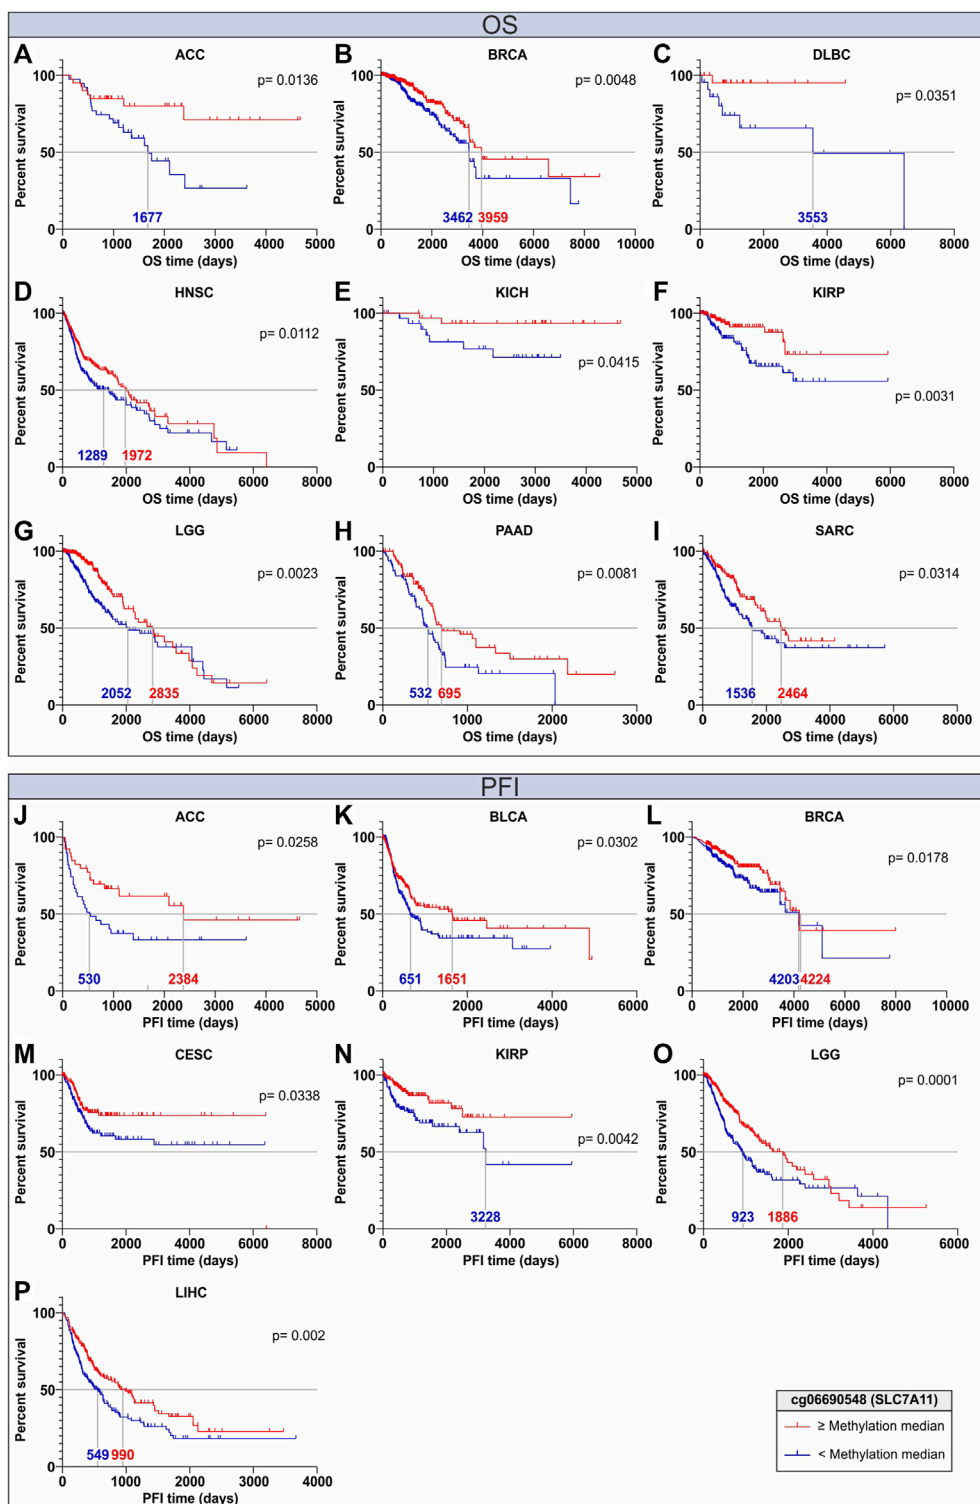 OS
A
ACC
p= 0.0136
Percent survival
100
50
0
1677
0 1000 2000 3000 4000 5000
OS time (days)
B
BRCA
p= 0.0048
Percent survival
100
50
0
3462 3959
0 2000 4000 6000 8000 10000
OS time (days)
C
DLBC
p= 0.0351
Percent survival
100
50
0
3553
0 2000 4000 6000 8000
OS time (days)
D
HNSC
p= 0.0112
Percent survival
100
50
0
1289 1972
0 2000 4000 6000 8000
OS time (days)
E
KICH
p= 0.0415
Percent survival
100
50
0
0 1000 2000 3000 4000 5000
OS time (days)
F
KIRP
p= 0.0031
Percent survival
100
50
0
0 2000 4000 6000 8000
OS time (days)
G
LGG
p= 0.0023
Percent survival
100
50
0
2052 2835
0 2000 4000 6000 8000
OS time (days)
H
PAAD
p= 0.0081
Percent survival
100
50
0
532 695
0 1000 2000 3000
OS time (days)
I
SARC
p= 0.0314
Percent survival
100
50
0
1536 2464
0 2000 4000 6000 8000
OS time (days)
PFI
J
ACC
p= 0.0258
Percent survival
100
50
0
530 2384
0 1000 2000 3000 4000 5000
PFI time (days)
K
BLCA
p= 0.0302
Percent survival
100
50
0
651 1651
0 2000 4000 6000
PFI time (days)
L
BRCA
p= 0.0178
Percent survival
100
50
0
4203 4224
0 2000 4000 6000 8000 10000
PFI time (days)
M
CESC
p= 0.0338
Percent survival
100
50
0
0 2000 4000 6000 8000
PFI time (days)
N
KIRP
p= 0.0042
Percent survival
100
50
0
3228
0 2000 4000 6000 8000
PFI time (days)
O
LGG
p= 0.0001
Percent survival
100
50
0
923 1886
0 2000 4000 6000
PFI time (days)
P
LIHC
p= 0.002
Percent survival
100
50
0
549 990
0 1000 2000 3000 4000
PFI time (days)
cg06690548 (SLC7A11)
≥ Methylation median
< Methylation median